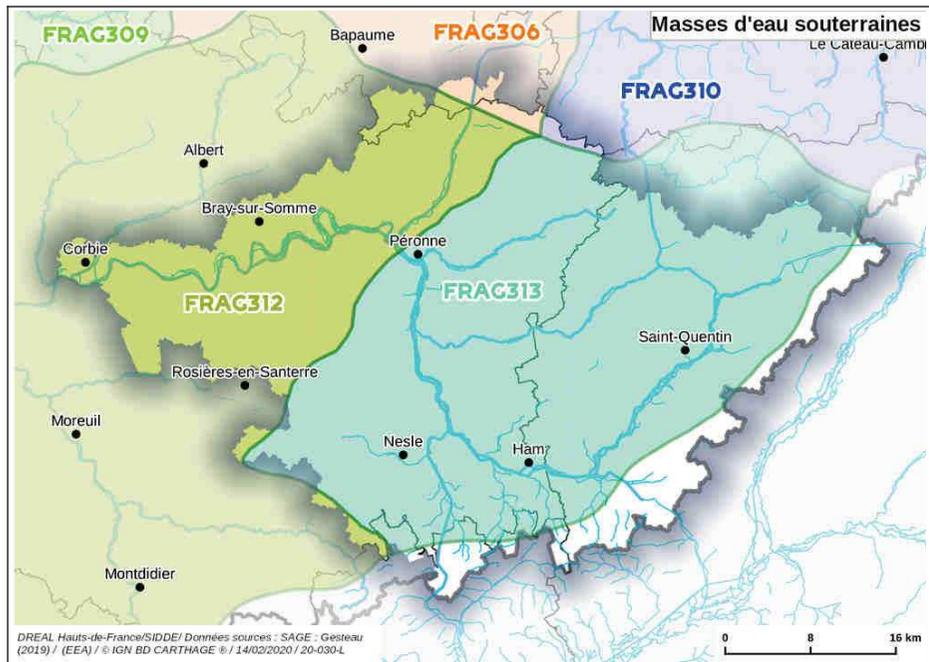 Masses d'eau souterraines
FRAG309
FRAG306
Bapaume
Le Cateau-Cambi
FRAG310
Albert
Bray-sur-Somme
Corbie
Péronne
FRAG312
FRAG313
Saint-Quentin
Rosières-en-Santerre
Moreuil
Nesle
Ham
Montdidier
DREAL Hauts-de-France/SIDDE/ Données sources : SAGE : Gesteau
(2019) / (EEA) / © IGN BD CARTHAGE ® / 14/02/2020 / 20-030-L
0 8 16 km